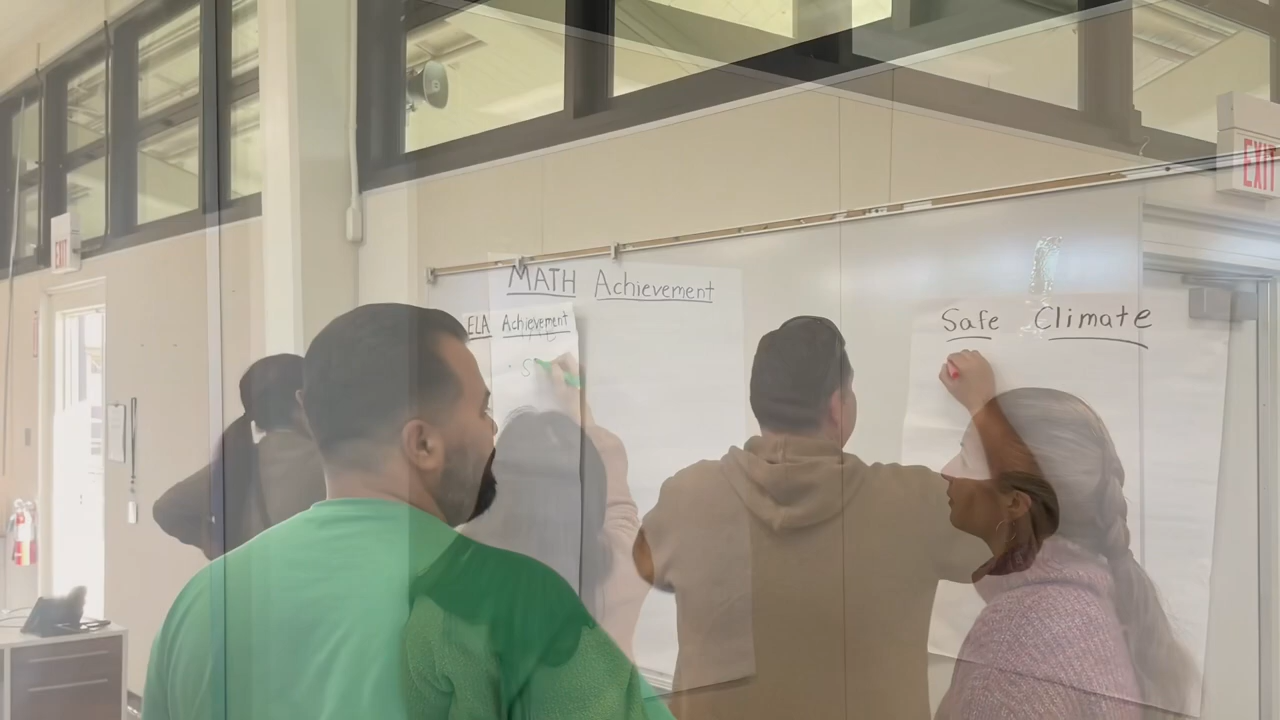 EXIT
EXIT
MATH Achievement
ELA Achievement
· S
Safe Climate